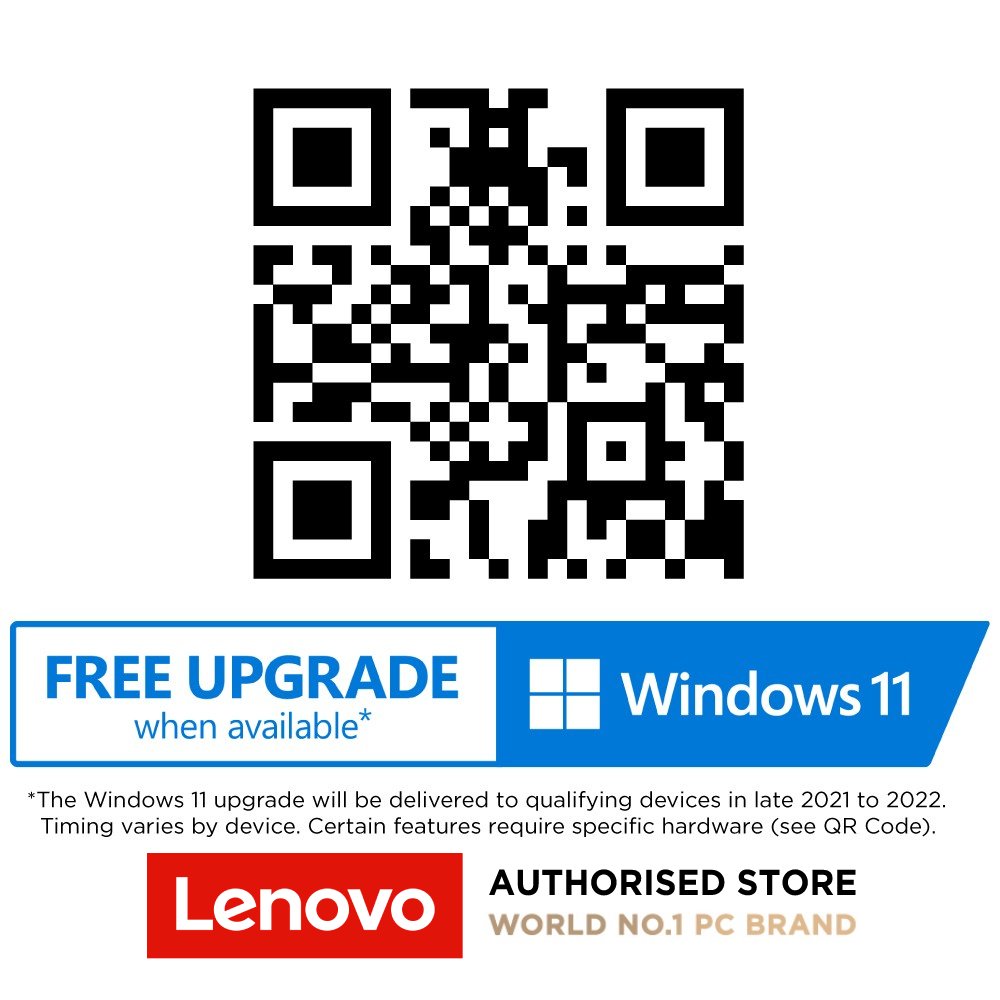 FREE UPGRADE
when available*
Windows 11
*The Windows 11 upgrade will be delivered to qualifying devices in late 2021 to 2022.
Timing varies by device. Certain features require specific hardware (see QR Code).
Lenovo
AUTHORISED STORE
WORLD NO.1 PC BRAND